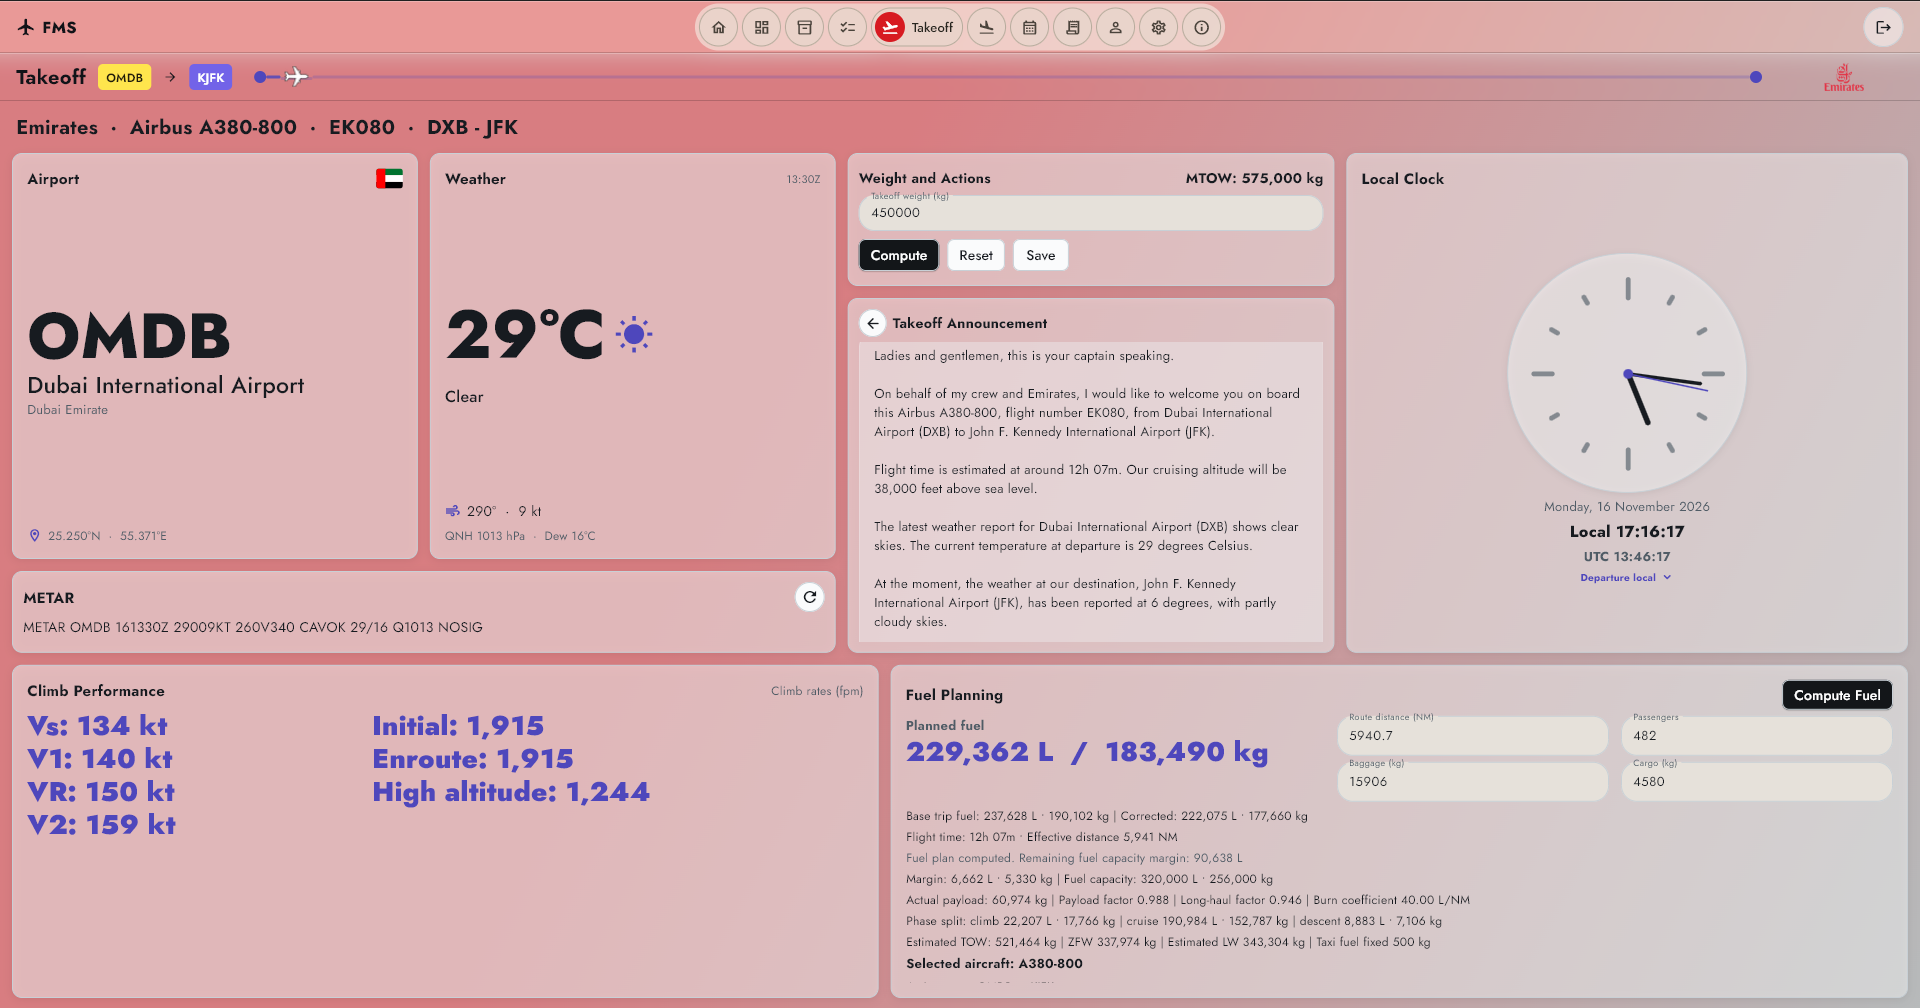 FMS
Takeoff
Takeoff OMDB → KJFK
Emirates
Emirates · Airbus A380-800 · EK080 · DXB - JFK
Airport
OMDB
Dubai International Airport
Dubai Emirate
25.250°N · 55.371°E
Weather 13:30Z
29°C
Clear
290° · 9 kt
QNH 1013 hPa · Dew 16°C
METAR
METAR OMDB 161330Z 29009KT 260V340 CAVOK 29/16 Q1013 NOSIG
Weight and Actions MTOW: 575,000 kg
Takeoff weight (kg)
450000
Compute Reset Save
Takeoff Announcement
Ladies and gentlemen, this is your captain speaking.
On behalf of my crew and Emirates, I would like to welcome you on board
this Airbus A380-800, flight number EK080, from Dubai International
Airport (DXB) to John F. Kennedy International Airport (JFK).
Flight time is estimated at around 12h 07m. Our cruising altitude will be
38,000 feet above sea level.
The latest weather report for Dubai International Airport (DXB) shows clear
skies. The current temperature at departure is 29 degrees Celsius.
At the moment, the weather at our destination, John F. Kennedy
International Airport (JFK), has been reported at 6 degrees, with partly
cloudy skies.
Local Clock
Monday, 16 November 2026
Local 17:16:17
UTC 13:46:17
Departure local
Climb Performance Climb rates (fpm)
Vs: 134 kt
V1: 140 kt
VR: 150 kt
V2: 159 kt
Initial: 1,915
Enroute: 1,915
High altitude: 1,244
Fuel Planning Compute Fuel
Planned fuel
229,362 L / 183,490 kg
Route distance (NM)
5940.7
Passengers
482
Baggage (kg)
15906
Cargo (kg)
4580
Base trip fuel: 237,628 L · 190,102 kg | Corrected: 222,075 L · 177,660 kg
Flight time: 12h 07m · Effective distance 5,941 NM
Fuel plan computed. Remaining fuel capacity margin: 90,638 L
Margin: 6,662 L · 5,330 kg | Fuel capacity: 320,000 L · 256,000 kg
Actual payload: 60,974 kg | Payload factor 0.988 | Long-haul factor 0.946 | Burn coefficient 40.00 L/NM
Phase split: climb 22,207 L · 17,766 kg | cruise 190,984 L · 152,787 kg | descent 8,883 L · 7,106 kg
Estimated TOW: 521,464 kg | ZFW 337,974 kg | Estimated LW 343,304 kg | Taxi fuel fixed 500 kg
Selected aircraft: A380-800